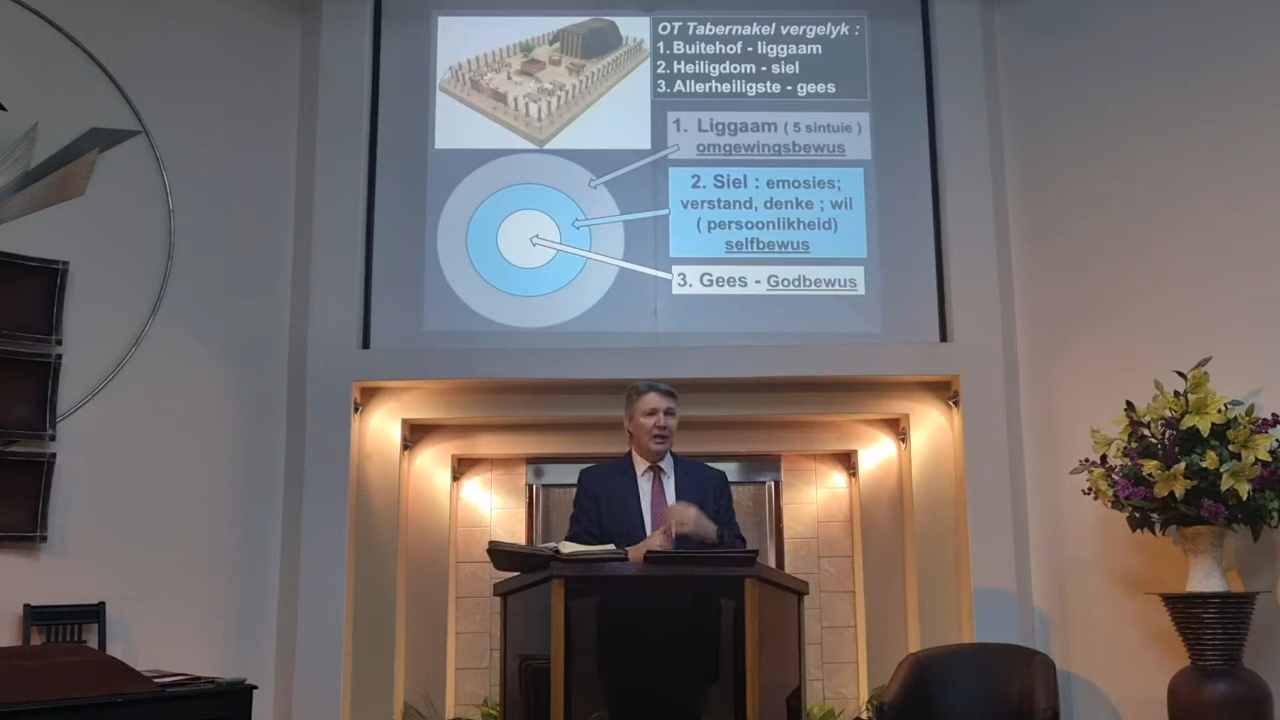 OT Tabernakel vergelyk :
1. Buitehof - liggaam
2. Heiligdom - siel
3. Allerheiligste - gees
1. Liggaam ( 5 sintuie )
omgewingsbewus
2. Siel : emosies;
verstand, denke ; wil
( persoonlikheid)
selfbewus
3. Gees - Godbewus